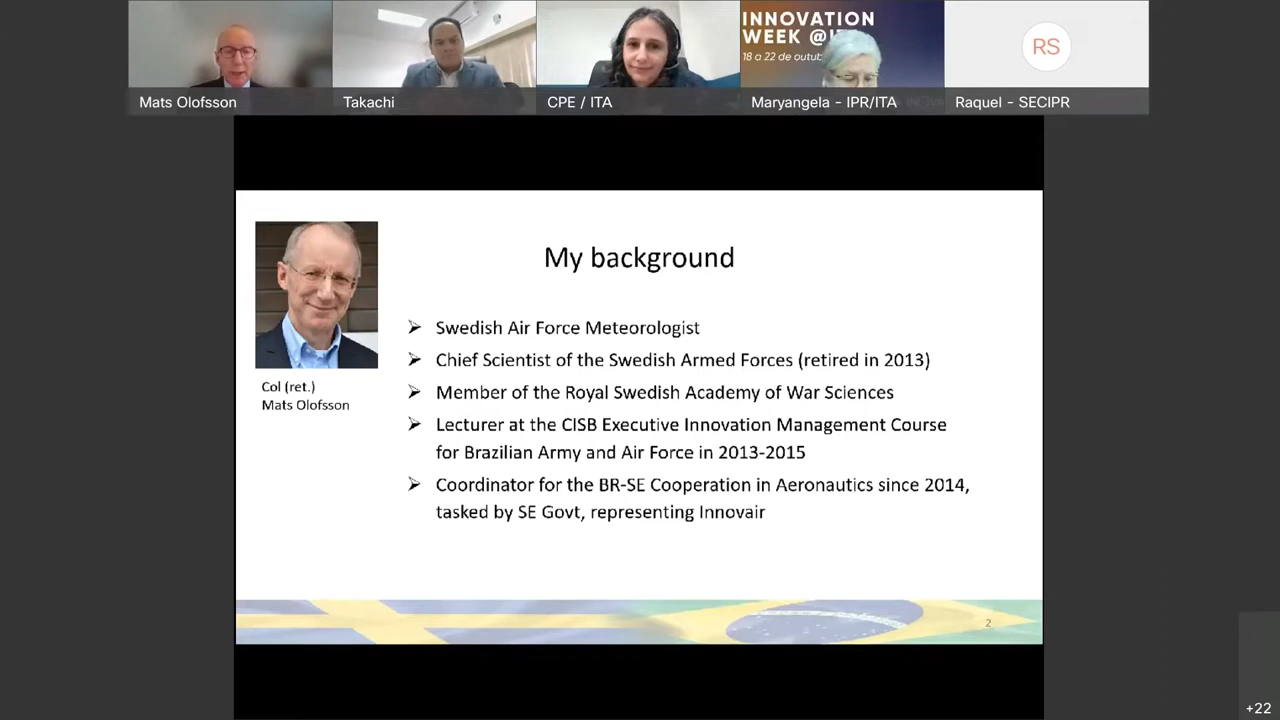 INNOVATION
WEEK @IT
18 a 22 de outub
Mats Olofsson
Takachi
CPE / ITA
Maryangela - IPR/ITA
RS
Raquel - SECIPR
My background
Col (ret.)
Mats Olofsson
➢ Swedish Air Force Meteorologist
➢ Chief Scientist of the Swedish Armed Forces (retired in 2013)
➢ Member of the Royal Swedish Academy of War Sciences
➢ Lecturer at the CISB Executive Innovation Management Course
for Brazilian Army and Air Force in 2013-2015
➢ Coordinator for the BR-SE Cooperation in Aeronautics since 2014,
tasked by SE Govt, representing Innovair
2
+22